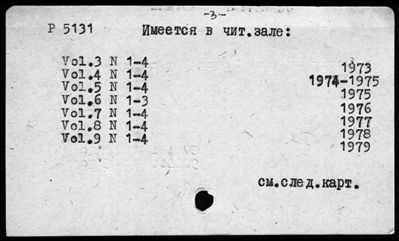 -3-
P 5131 Имеется в чит.зале:
Vol.3 N 1-4 1973
Vol.4 N 1-4 1974-1975
Vol.5 N 1-4 1975
Vol.6 N 1-3 1976
Vol.7 N 1-4 1977
Vol.8 N 1-4 1978
Vol.9 N 1-4 1979
см.след.карт.